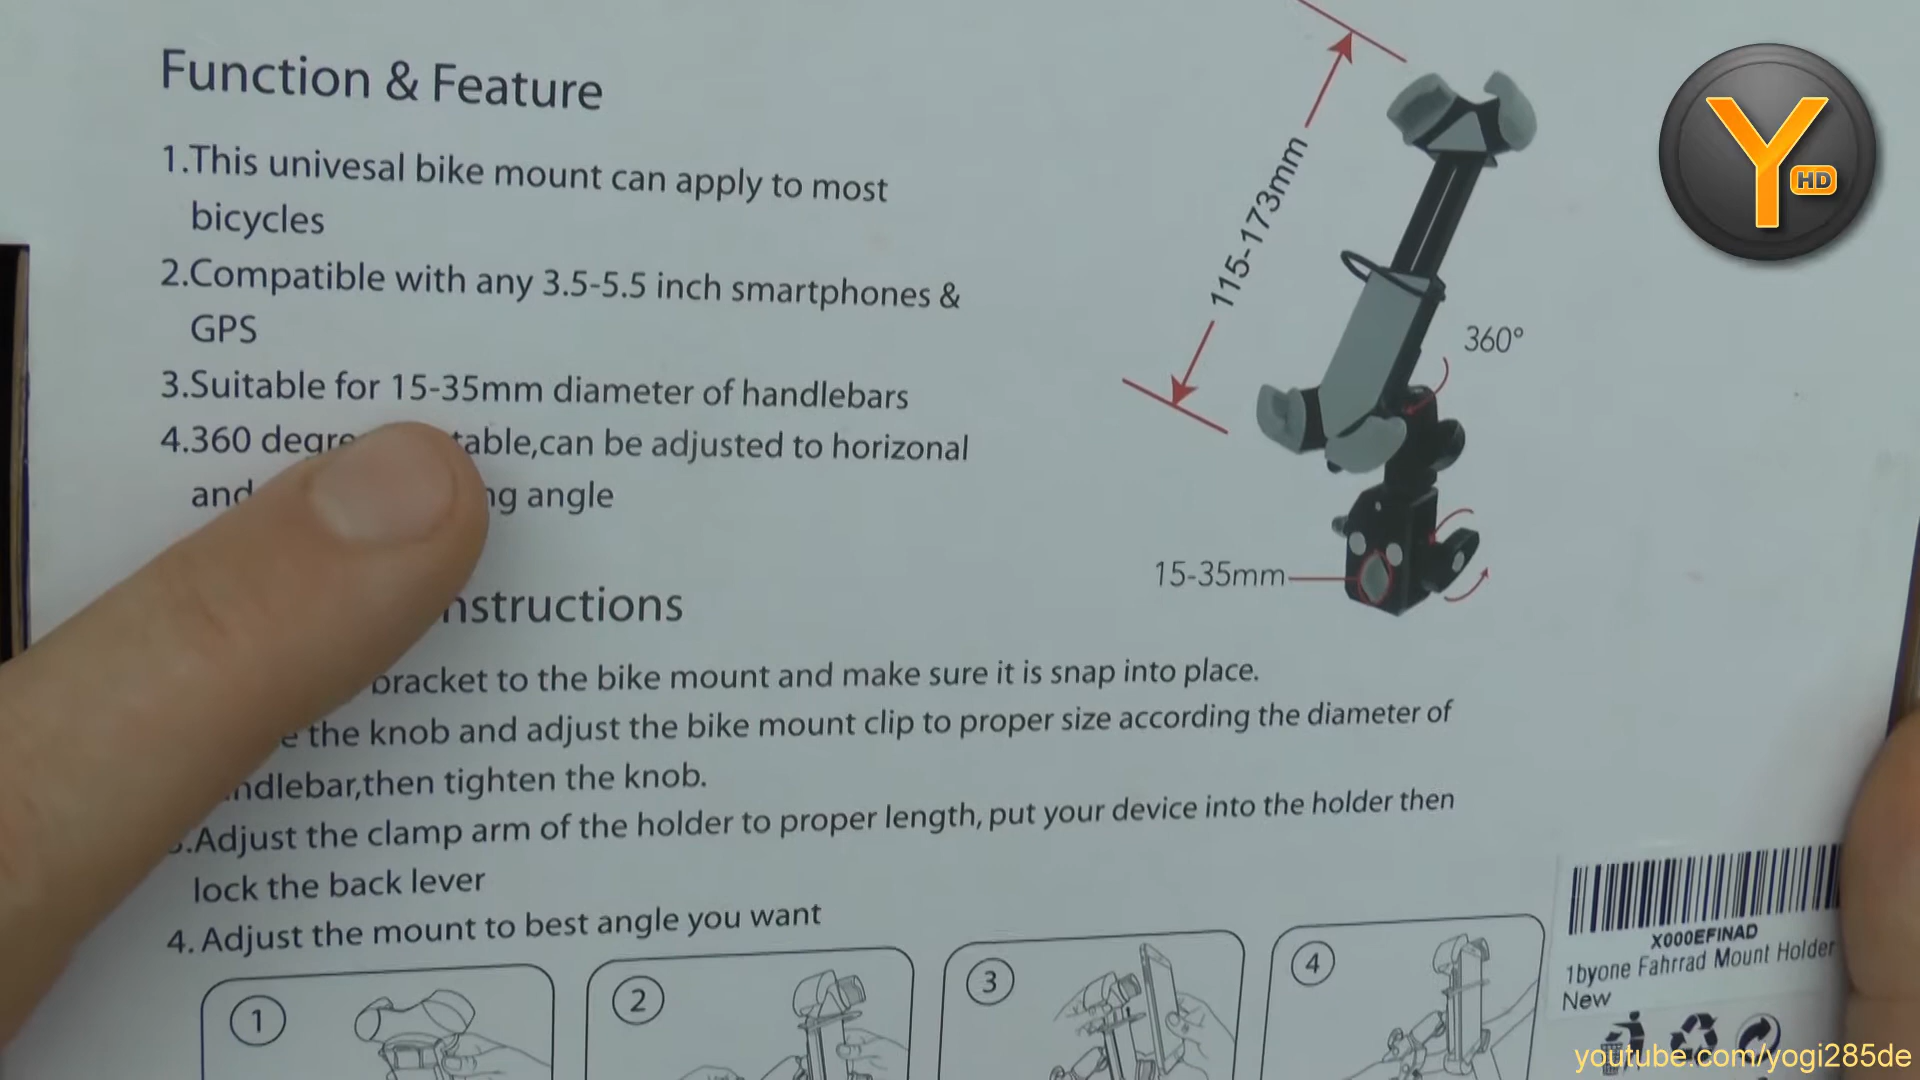 Function & Feature
1.This univesal bike mount can apply to most
bicycles
2.Compatible with any 3.5-5.5 inch smartphones &
GPS
3.Suitable for 15-35mm diameter of handlebars
4.360 can be adjusted to horizonal
and angle
115-173mm
360°
15-35mm
bracket to the bike mount and make sure it is snap into place.
the knob and adjust the bike mount clip to proper size according the diameter of
then tighten the knob.
Adjust the clamp arm of the holder to proper length, put your device into the holder then
lock the back lever
4. Adjust the mount to best angle you want
1
2
3
4
X000EFINAD
1byone Fahrrad Mount Holder
New
Y HD
youtube.com/yogi285de